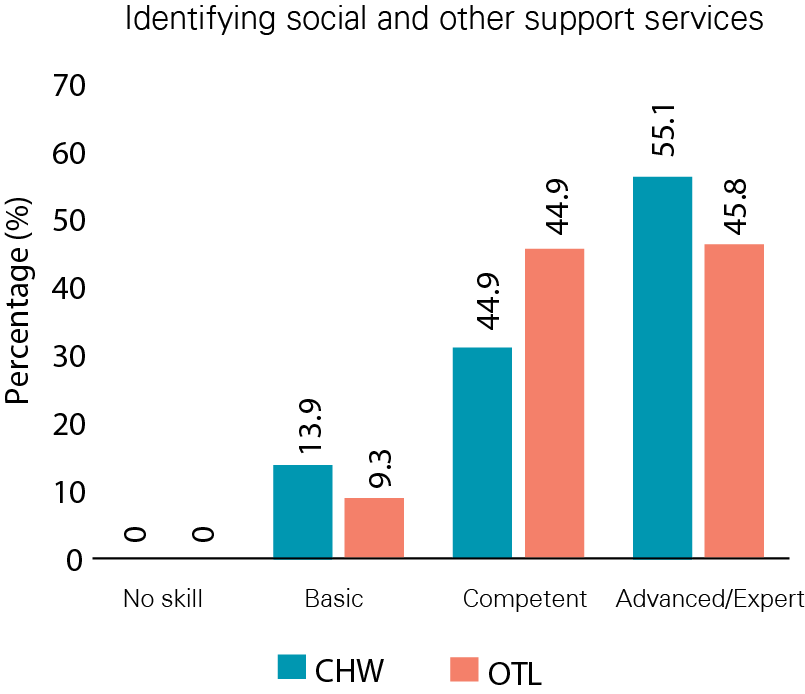 Identifying social and other support services
Percentage (%)
70
60
50
40
30
20
10
0
0
0
13.9
9.3
44.9
44.9
55.1
45.8
No skill
Basic
Competent
Advanced/Expert
CHW
OTL